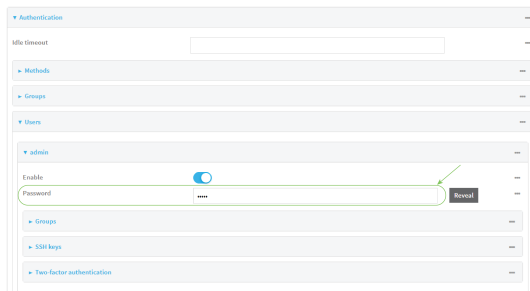 ▾ Authentication
Idle timeout
▸ Methods
▸ Groups
▾ Users
▾ admin
Enable
Password ••••• Reveal
▸ Groups
▸ SSH keys
▸ Two-factor authentication